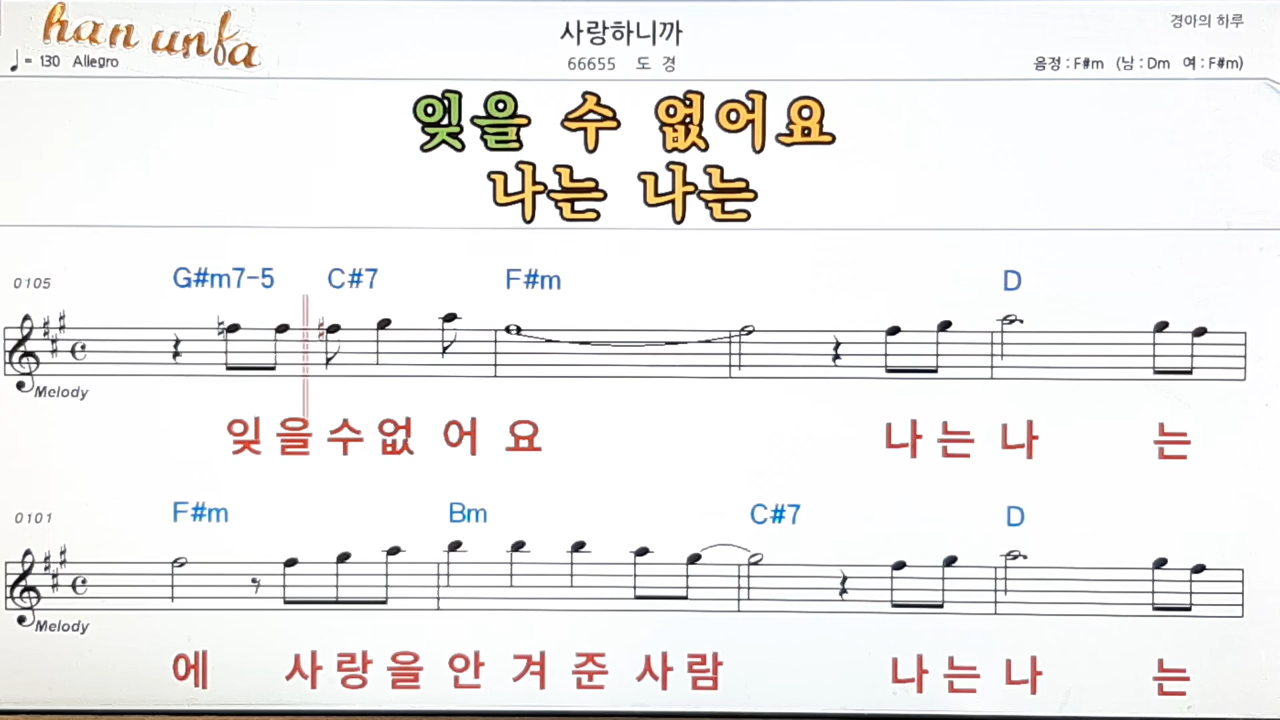 han unfa
사랑하니까
경아의 하루
♩= 130 Allegro
66655 도 경
음정 : F#m (남 : Dm 여 : F#m)
잊을 수 없어요
나는 나는
0105
G#m7-5 C#7 F#m D
Melody
잊 을 수 없 어 요 나 는 나 는
0101
F#m Bm C#7 D
Melody
에 사 랑 을 안 겨 준 사 람 나 는 나 는